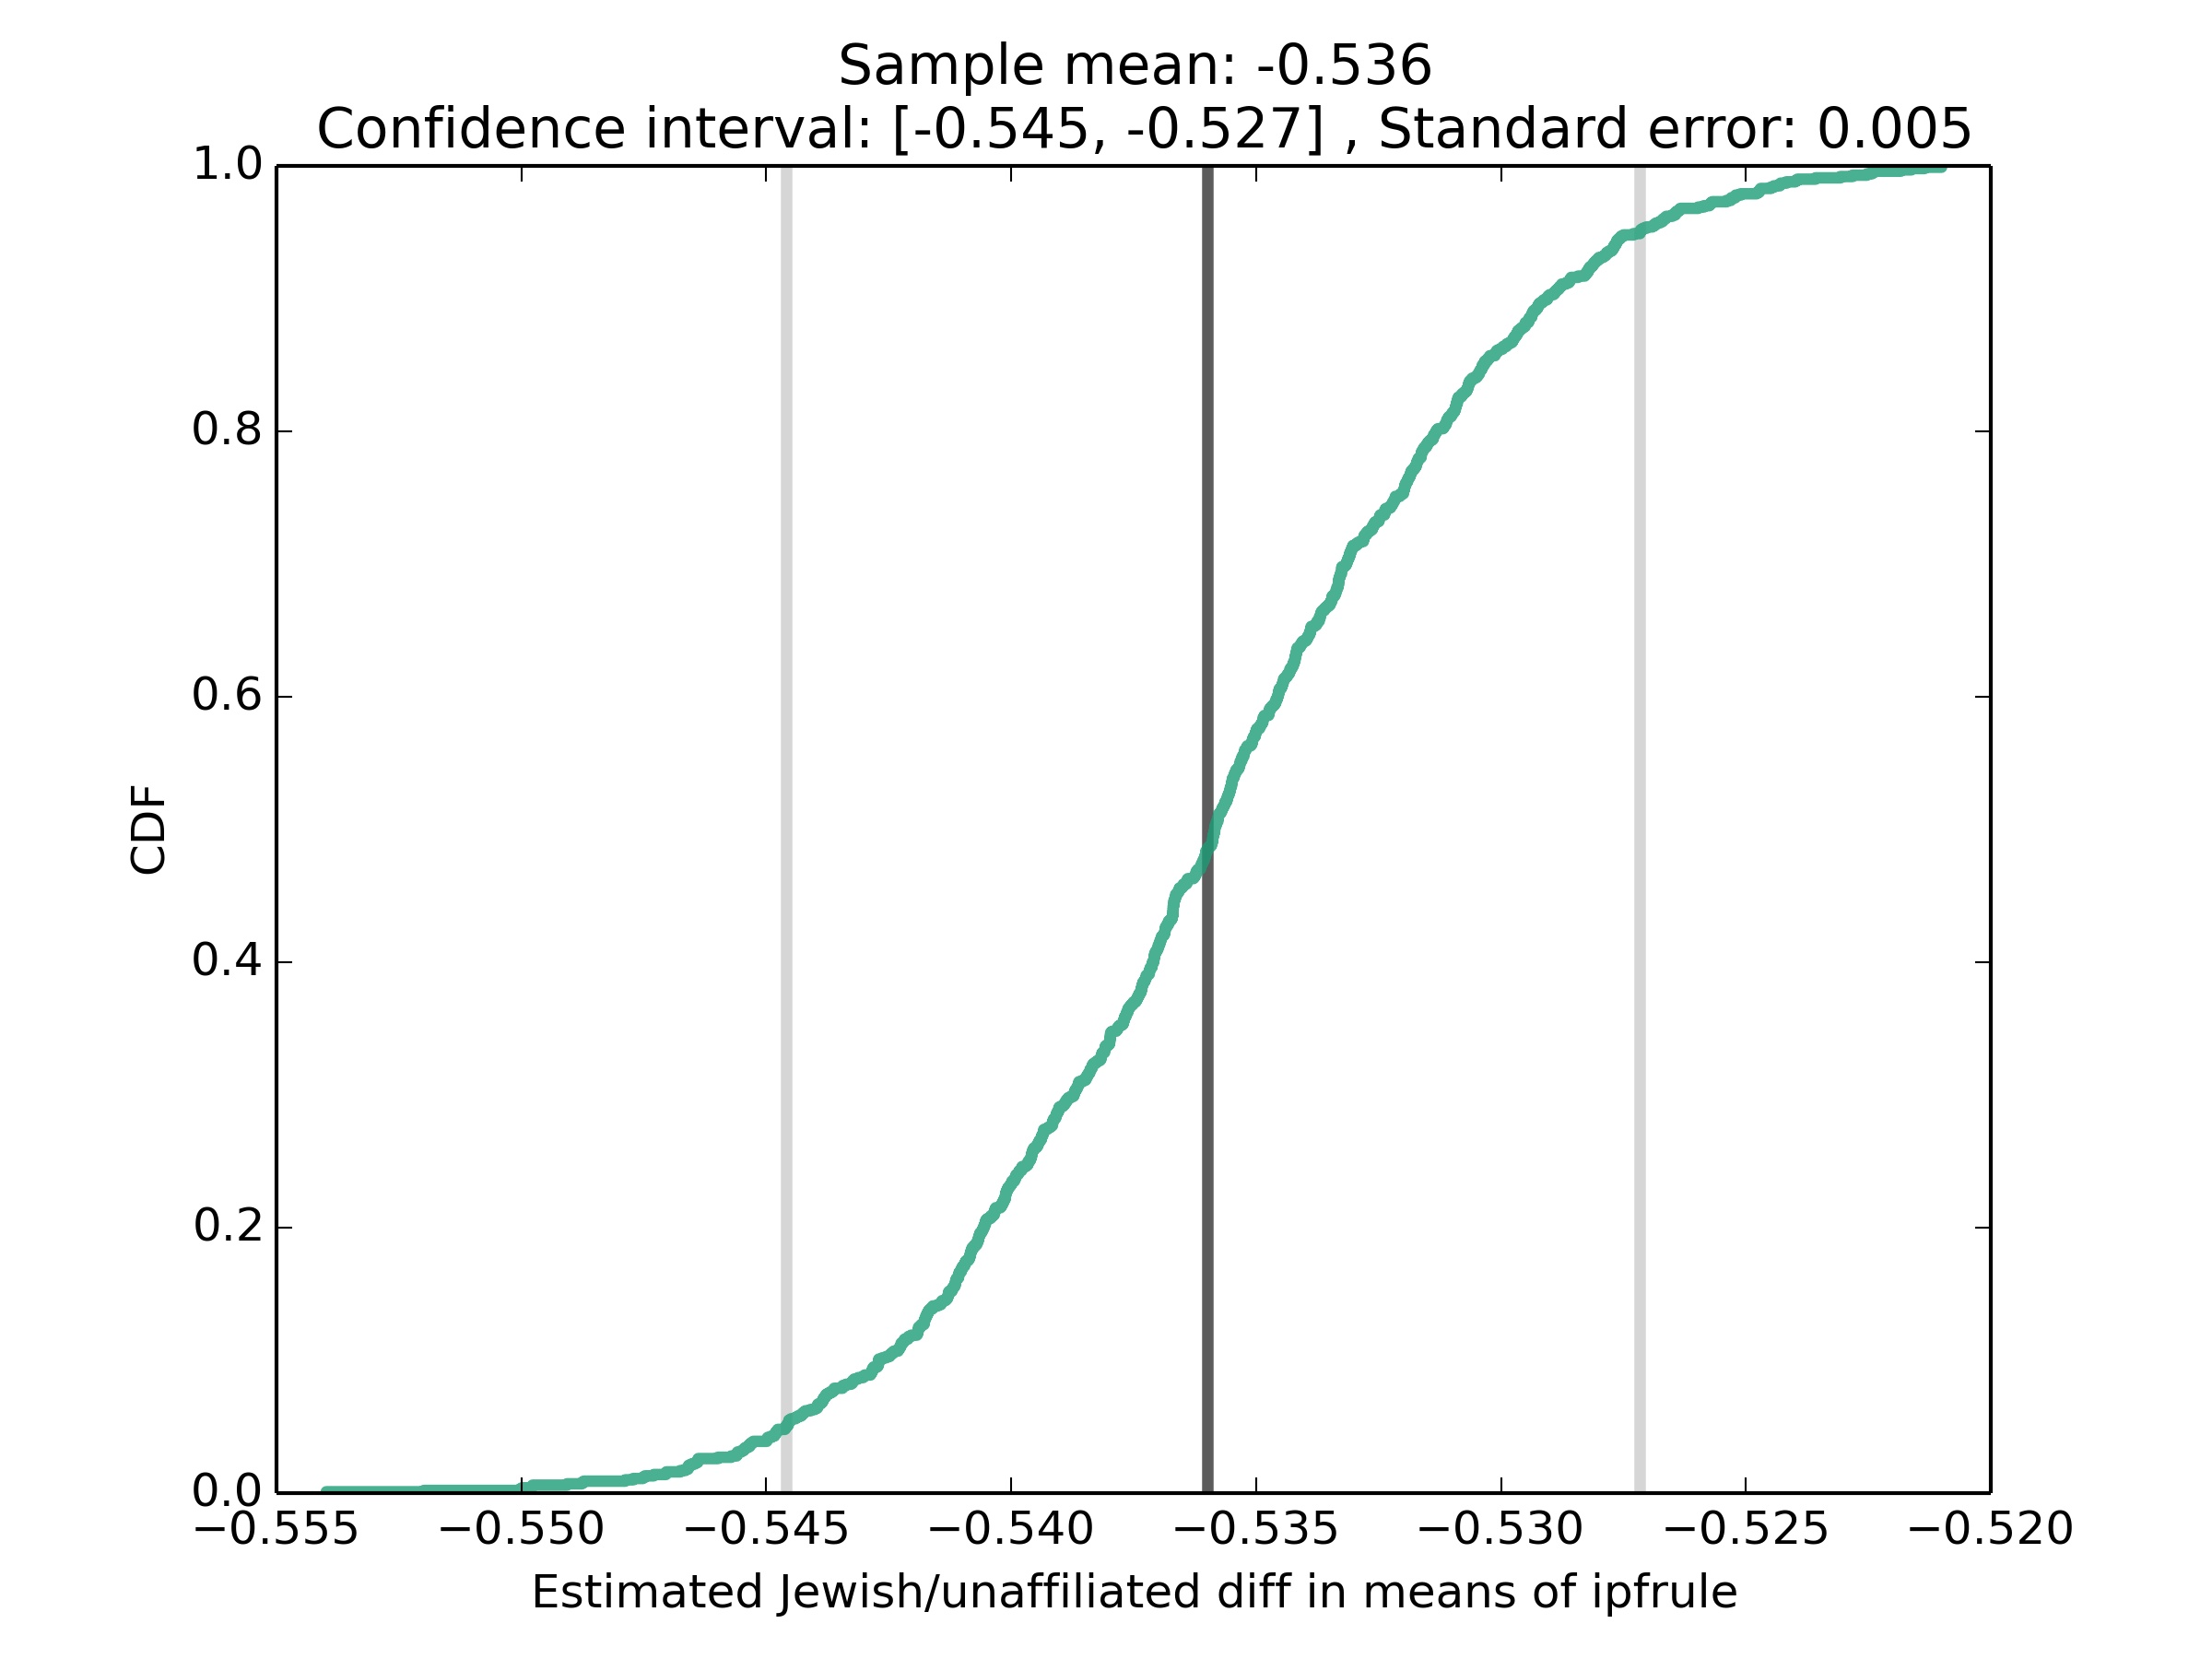 Sample mean: -0.536
Confidence interval: [-0.545, -0.527] , Standard error: 0.005
1.0
0.8
0.6
0.4
0.2
0.0
CDF
−0.555 −0.550 −0.545 −0.540 −0.535 −0.530 −0.525 −0.520
Estimated Jewish/unaffiliated diff in means of ipfrule